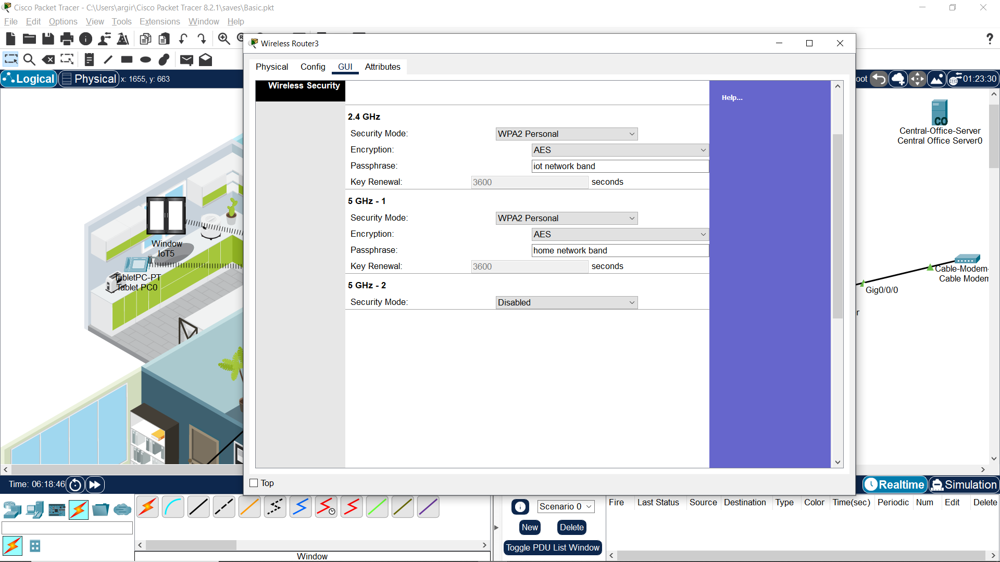 Cisco Packet Tracer - C:\Users\argir\Cisco Packet Tracer 8.2.1\saves\Basic.pkt
File Edit Options View Tools Extensions Window Help
Wireless Router3
Physical Config GUI Attributes
Logical Physical x: 1655, y: 663
oot 01:23:30
Wireless Security
Help...
2.4 GHz
Security Mode: WPA2 Personal
Encryption: AES
Passphrase: iot network band
Key Renewal: 3600 seconds
5 GHz - 1
Security Mode: WPA2 Personal
Encryption: AES
Passphrase: home network band
Key Renewal: 3600 seconds
5 GHz - 2
Security Mode: Disabled
CO
Central-Office-Server
Central Office Server0
Window
IoT5
TabletPC-PT
Tablet PC0
Cable-Modem-
Cable Modem
Gig0/0/0
r
Top
Time: 06:18:46
Realtime Simulation
Scenario 0
New Delete
Toggle PDU List Window
Fire Last Status Source Destination Type Color Time(sec) Periodic Num Edit Delete
Window